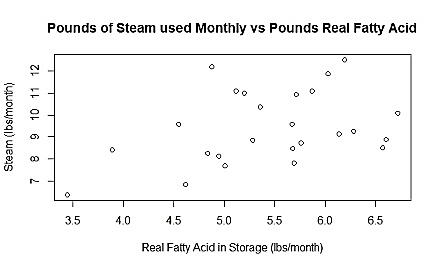 Pounds of Steam used Monthly vs Pounds Real Fatty Acid
Steam (lbs/month)
12
11
10
9
8
7
3.5 4.0 4.5 5.0 5.5 6.0 6.5
Real Fatty Acid in Storage (lbs/month)